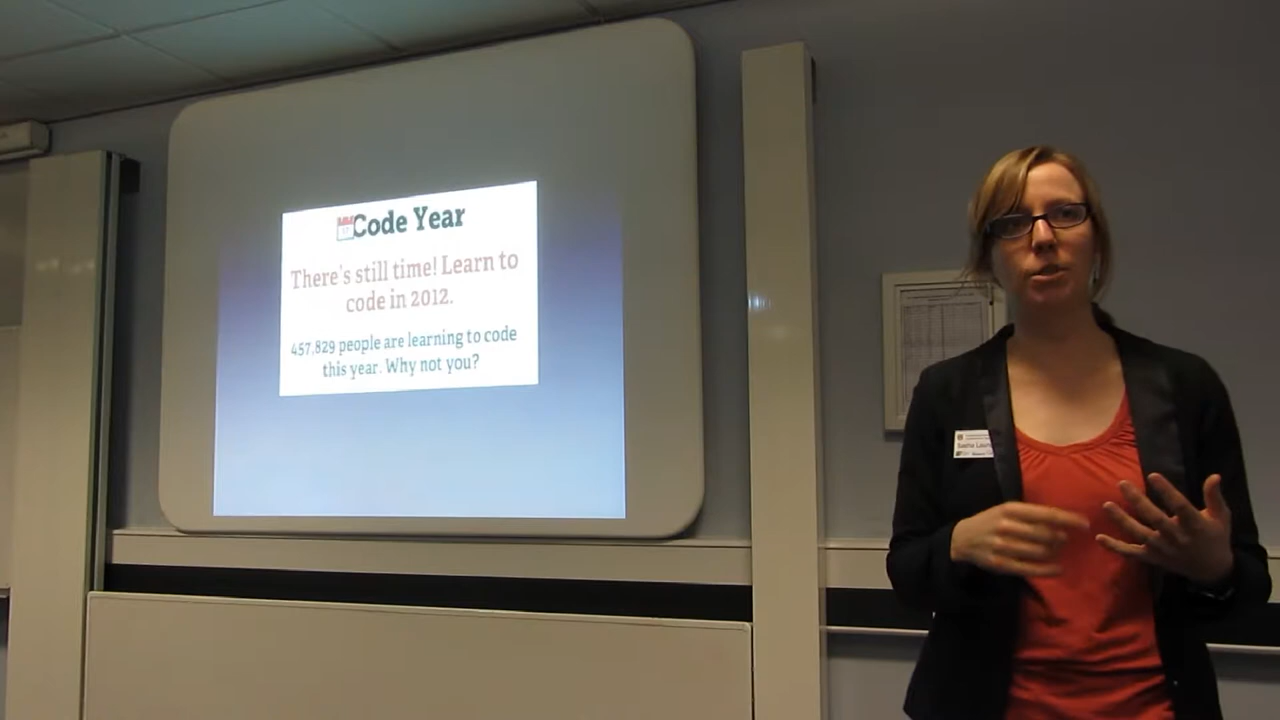 Code Year
There's still time! Learn to
code in 2012.
457,829 people are learning to code
this year. Why not you?
Sasha